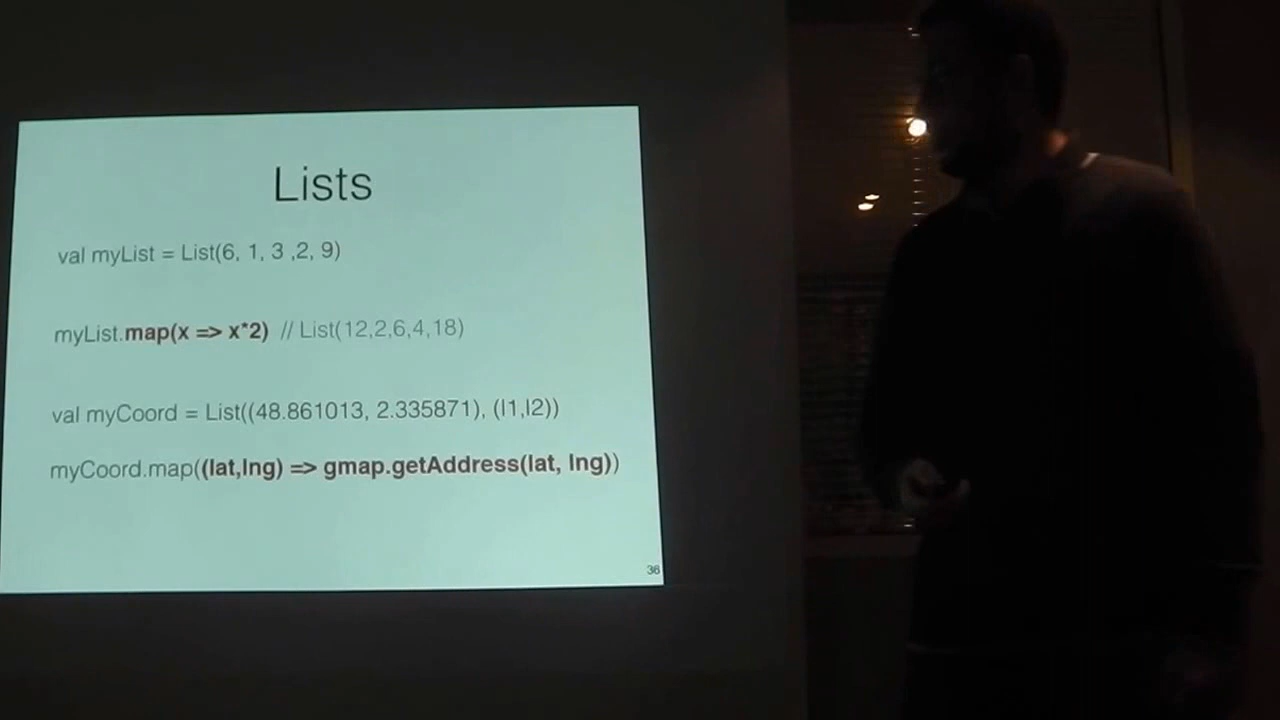 Lists
val myList = List(6, 1, 3 ,2, 9)
myList.map(x => x*2) // List(12,2,6,4,18)
val myCoord = List((48.861013, 2.335871), (l1,l2))
myCoord.map((lat,lng) => gmap.getAddress(lat, lng))
36